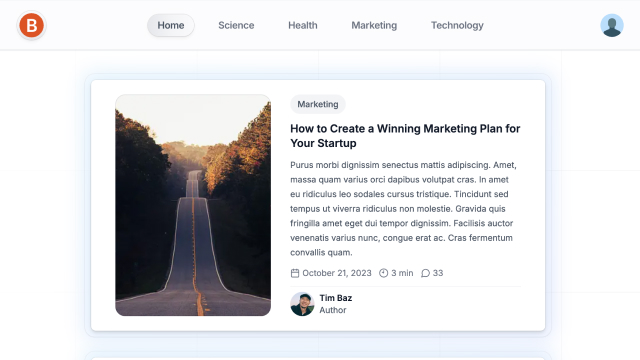 B
Home
Science
Health
Marketing
Technology
Marketing
How to Create a Winning Marketing Plan for
Your Startup
Purus morbi dignissim senectus mattis adipiscing. Amet,
massa quam varius orci dapibus volutpat cras. In amet
eu ridiculus leo sodales cursus tristique. Tincidunt sed
tempus ut viverra ridiculus non molestie. Gravida quis
fringilla amet eget dui tempor dignissim. Facilisis auctor
venenatis varius nunc, congue erat ac. Cras fermentum
convallis quam.
October 21, 2023 3 min 33
Tim Baz
Author